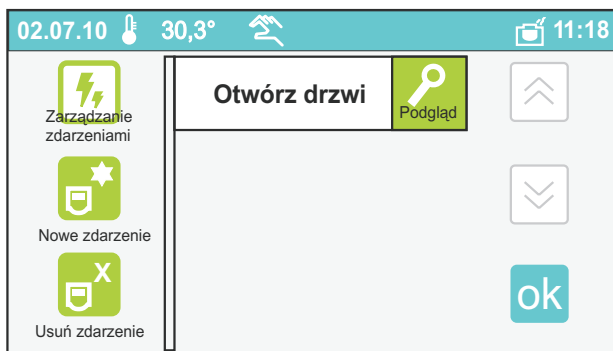 02.07.10 30,3° 11:18
Zarządzanie
zdarzeniami
Otwórz drzwi
Podgląd
Nowe zdarzenie
X
Usuń zdarzenie
ok